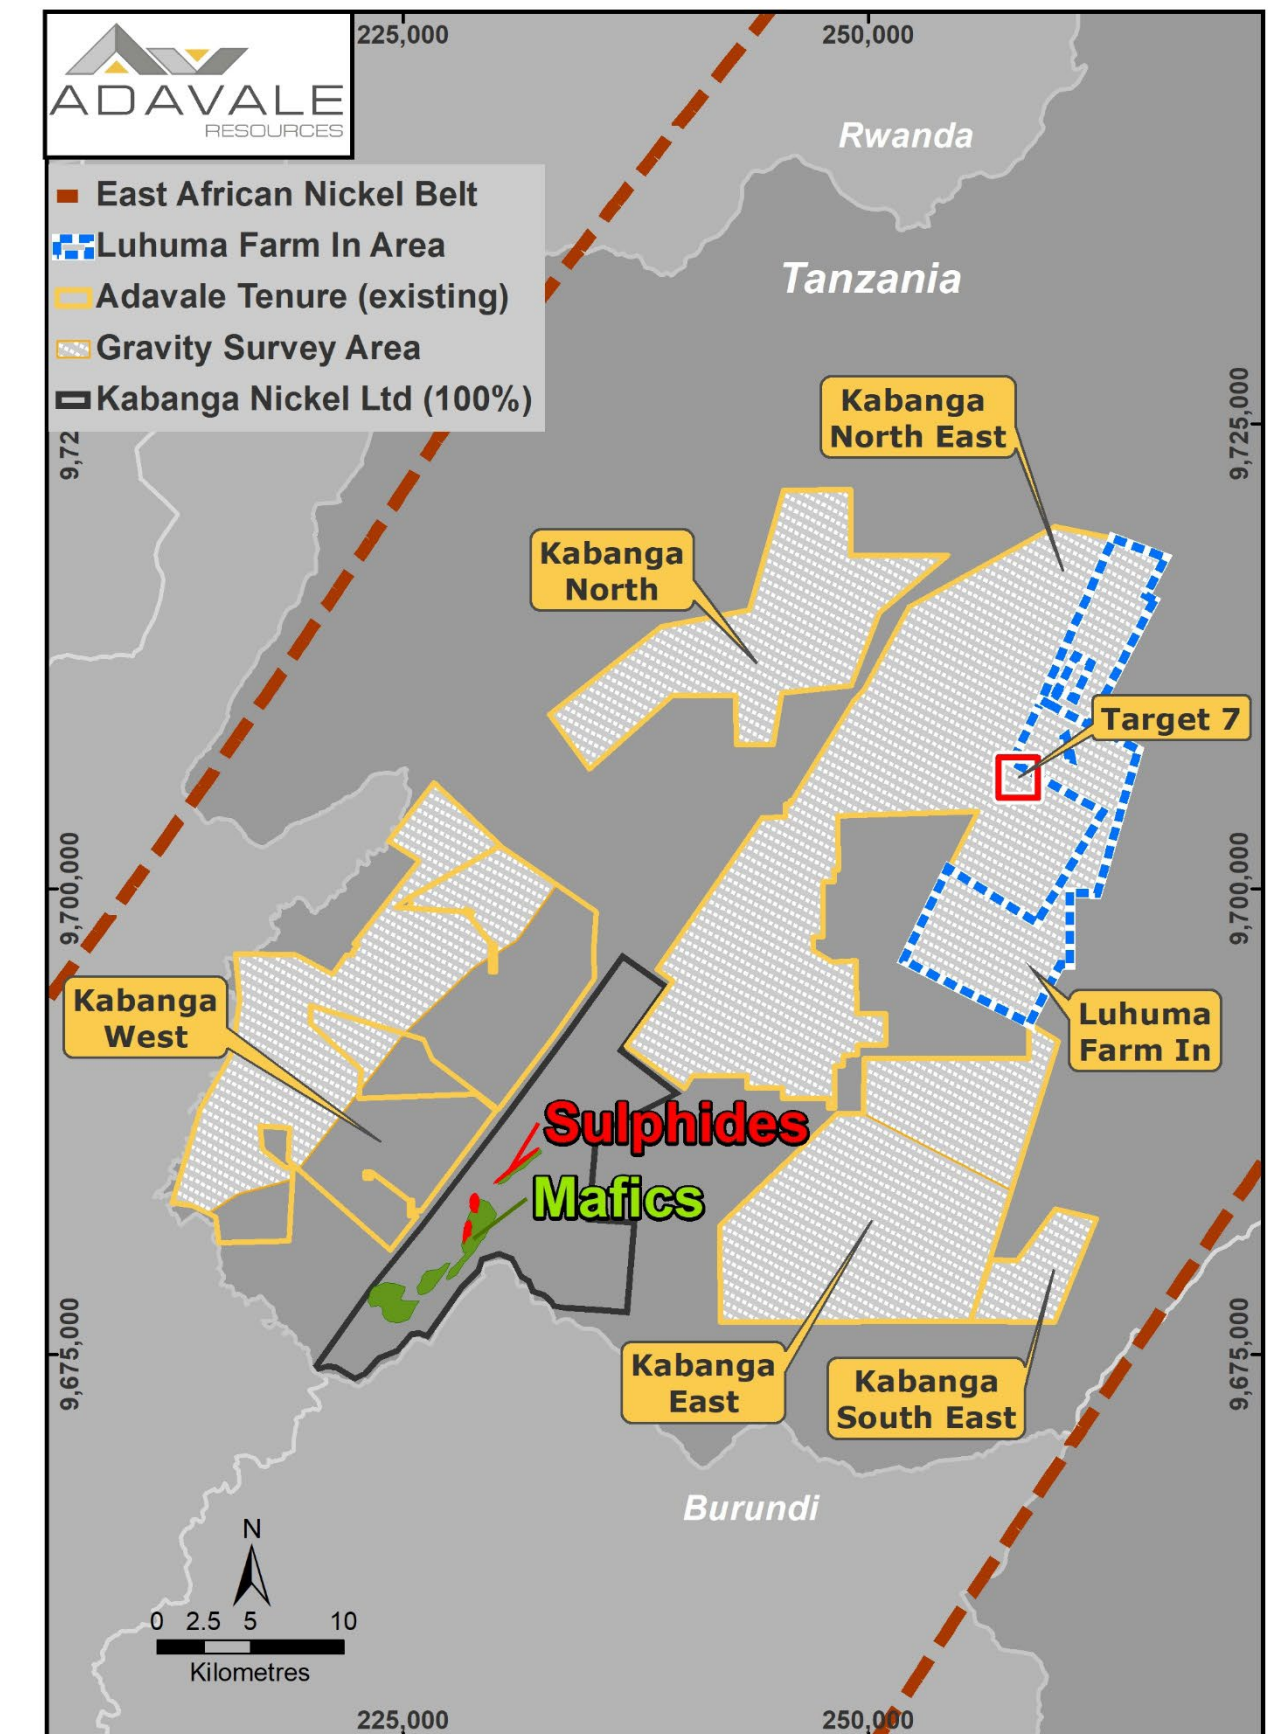 ADAVALE
RESOURCES
225,000
250,000
Rwanda
East African Nickel Belt
Luhuma Farm In Area
Adavale Tenure (existing)
Gravity Survey Area
Kabanga Nickel Ltd (100%)
Tanzania
9,72
9,725,000
Kabanga
North East
Kabanga
North
Target 7
9,700,000
9,700,000
Kabanga
West
Luhuma
Farm In
Sulphides
Mafics
9,675,000
9,675,000
Kabanga
East
Kabanga
South East
Burundi
N
0 2.5 5 10
Kilometres
225,000
250,000